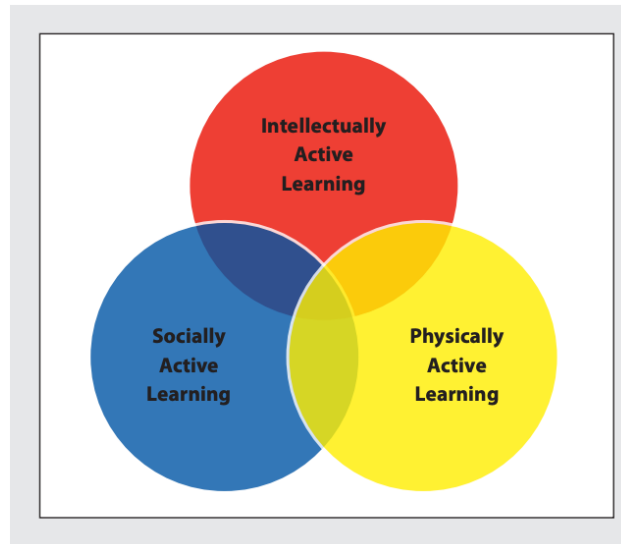 Intellectually
Active
Learning
Socially
Active
Learning
Physically
Active
Learning